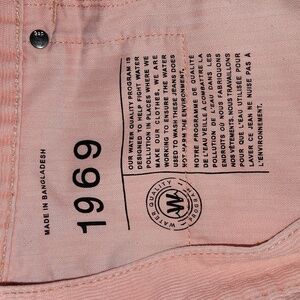 MADE IN BANGLADESH
1969
OUR WATER QUALITY PROGRAM IS
DESIGNED TO HELP FIGHT WATER
POLLUTION IN PLACES WHERE WE
MAKE OUR CLOTHES, WE ARE
WORKING TO ENSURE THE WATER
USED TO WASH THESE JEANS DOES
NOT HARM THE ENVIRONMENT.
NOTRE PROGRAMME DE QUALITÉ
DE L'EAU VEILLE À COMBATTRE LA
POLLUTION DE L'EAU DANS LES
ENDROITS OÙ NOUS FABRIQUONS
NOS VÊTEMENTS. NOUS TRAVAILLONS
POUR QUE L'EAU UTILISÉE POUR
LAVER CE JEAN NE NUISE PAS À
L'ENVIRONNEMENT.
WATER QUALITY PROGRAM